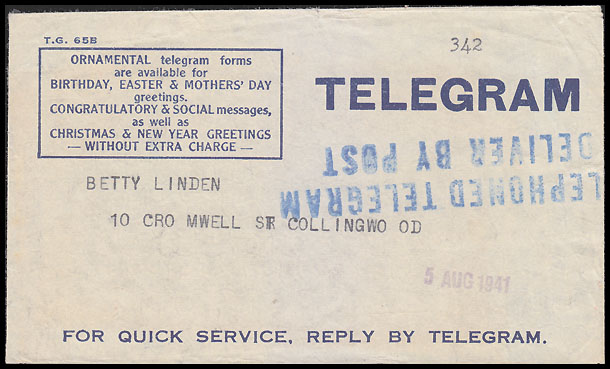 T.G. 65B
342
ORNAMENTAL telegram forms
are available for
BIRTHDAY, EASTER & MOTHERS' DAY
greetings.
CONGRATULATORY & SOCIAL messages,
as well as
CHRISTMAS & NEW YEAR GREETINGS
— WITHOUT EXTRA CHARGE —
TELEGRAM
LEPHONED TELEGRAM
DELIVER BY POST
BETTY LINDEN
10 CRO MWELL ST COLLINGWO OD
5 AUG 1941
FOR QUICK SERVICE, REPLY BY TELEGRAM.